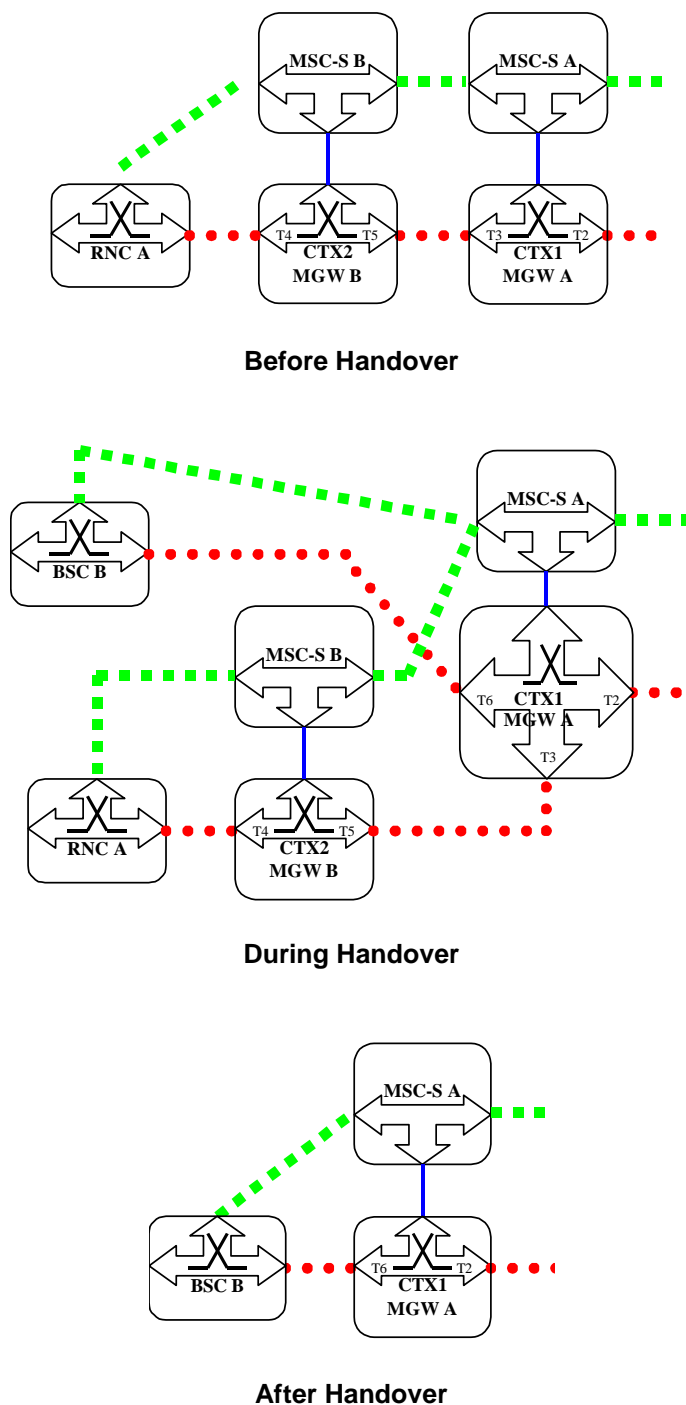 MSC-S B
MSC-S A
RNC A
T4
T5
CTX2
MGW B
T3
T2
CTX1
MGW A
Before Handover
MSC-S A
BSC B
MSC-S B
T6
T2
CTX1
MGW A
T3
RNC A
T4
T5
CTX2
MGW B
During Handover
MSC-S A
BSC B
T6
T2
CTX1
MGW A
After Handover